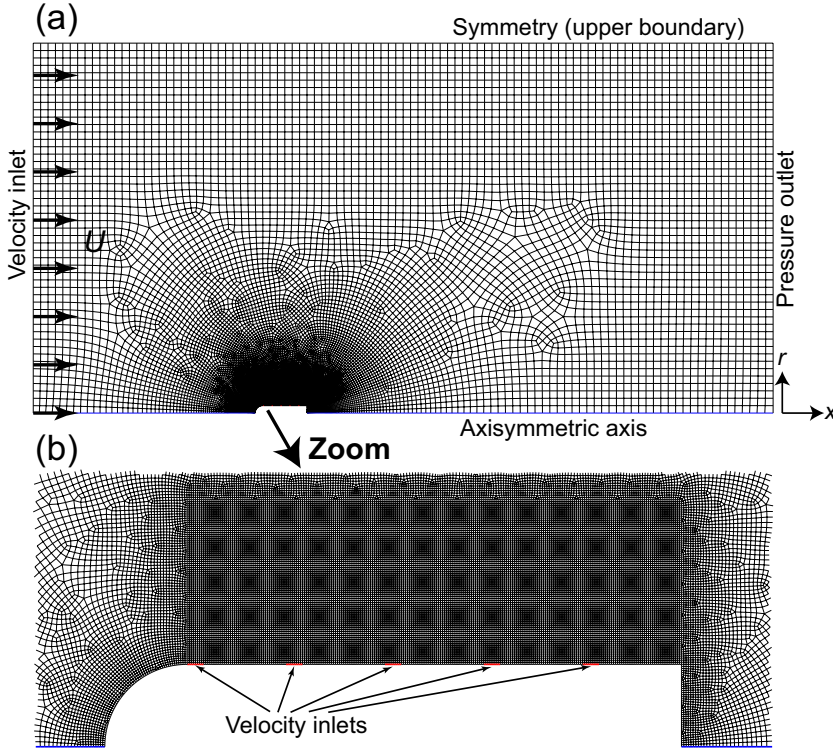 (a)
Symmetry (upper boundary)
Velocity inlet
U
Pressure outlet
r
x
Axisymmetric axis
(b)
Zoom
Velocity inlets